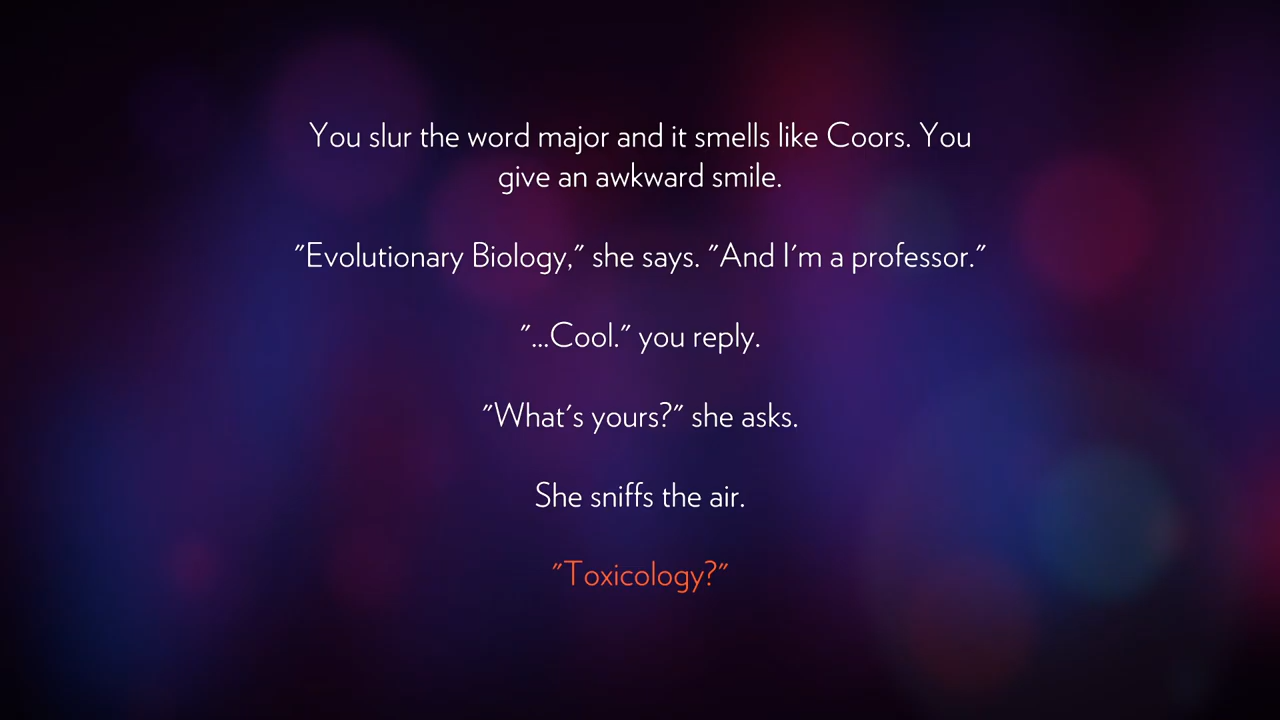 You slur the word major and it smells like Coors. You
give an awkward smile.
"Evolutionary Biology," she says. "And I'm a professor."
"...Cool." you reply.
"What's yours?" she asks.
She sniffs the air.
"Toxicology?"